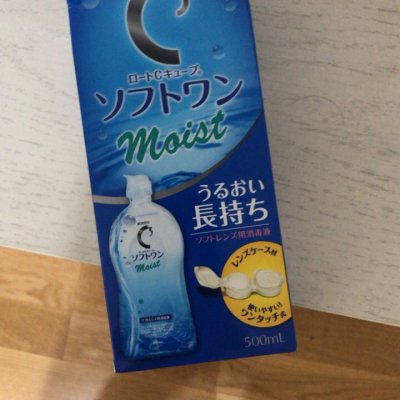 C³
ロートCキューブ®
ソフトワン
moist
うるおい
長持ち
ソフトレンズ用消毒液
レンズケース付
使いやすい!!
ワンタッチ式
C³
ソフトワン
moist
500mL